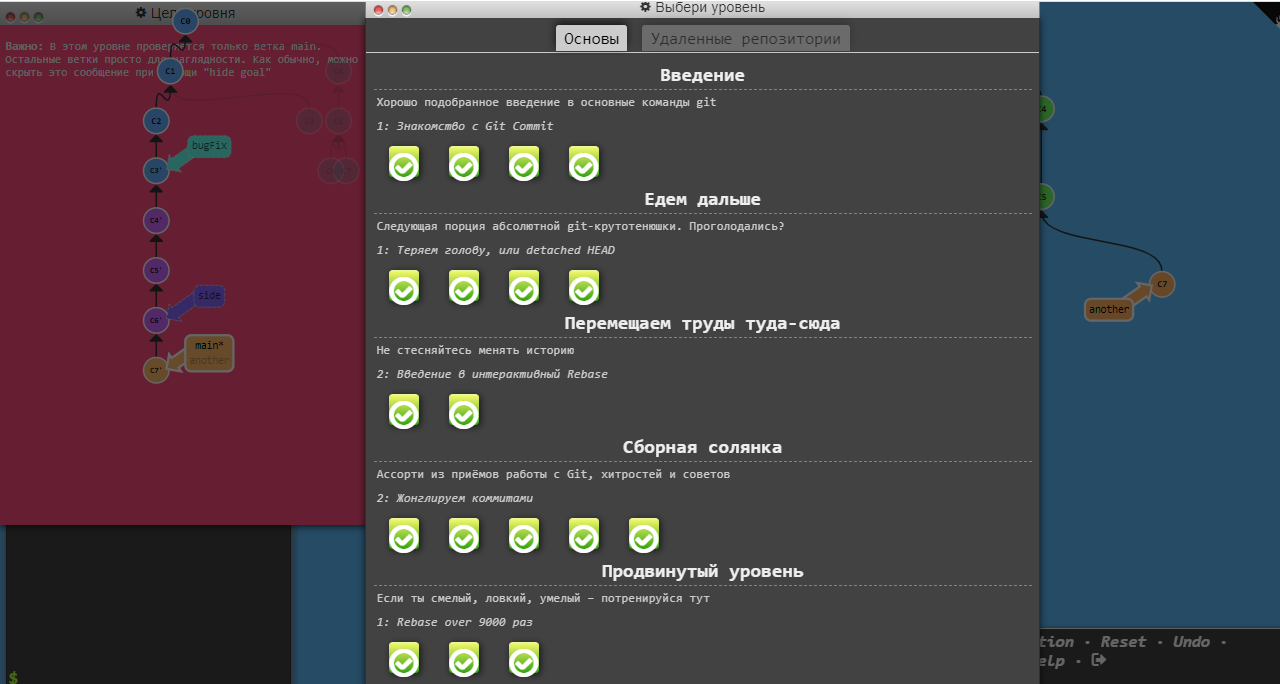 Цель уровня
Важно: В этом уровне проверяется только ветка main.
Остальные ветки просто для наглядности. Как обычно, можно
скрыть это сообщение при помощи "hide goal"
C0
C1
C2
C3'
bugFix
C4'
C5'
side
C6'
main*
another
C7'
$
Выбери уровень
Основы
Удаленные репозитории
Введение
Хорошо подобранное введение в основные команды git
1: Знакомство с Git Commit
Едем дальше
Следующая порция абсолютной git-крутотенюшки. Проголодались?
1: Теряем голову, или detached HEAD
Перемещаем труды туда-сюда
Не стесняйтесь менять историю
2: Введение в интерактивный Rebase
Сборная солянка
Ассорти из приёмов работы с Git, хитростей и советов
2: Жонглируем коммитами
Продвинутый уровень
Если ты смелый, ловкий, умелый – потренируйся тут
1: Rebase over 9000 раз
C7
another
tion · Reset · Undo ·
elp ·